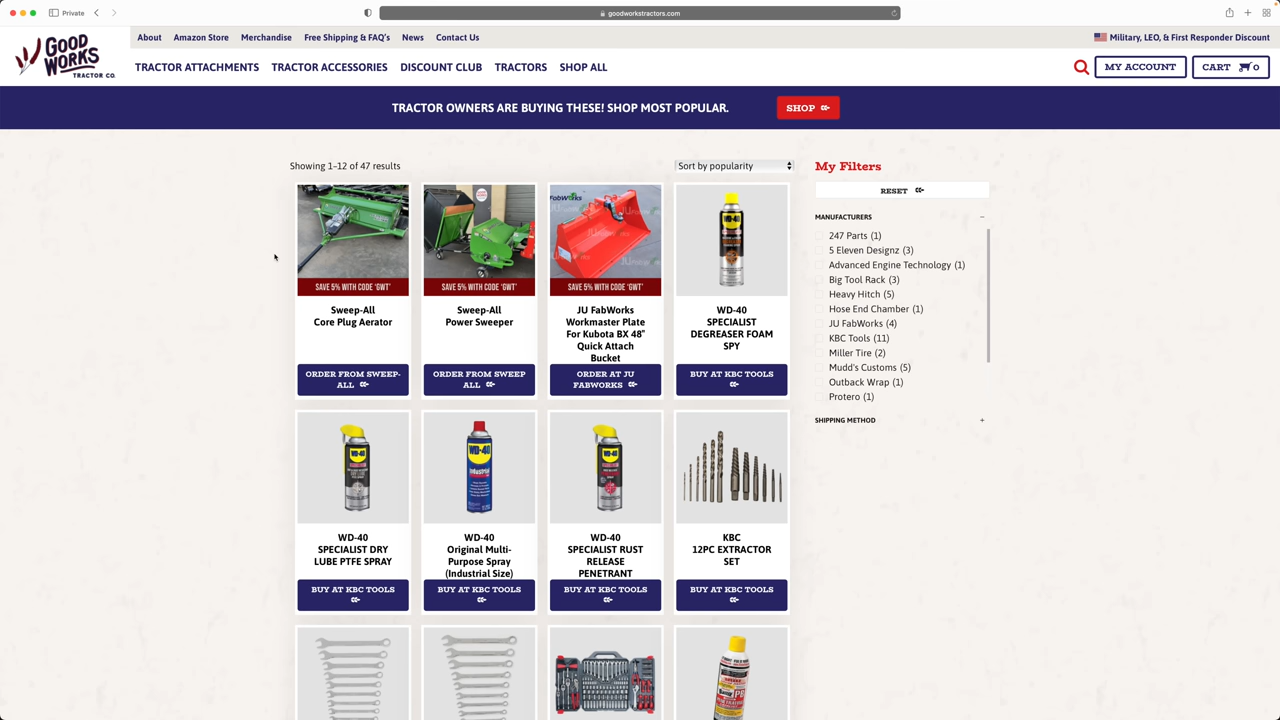 Private
goodworkstractors.com
GOOD
WORKS
TRACTOR CO.
About
Amazon Store
Merchandise
Free Shipping & FAQ's
News
Contact Us
Military, LEO, & First Responder Discount
TRACTOR ATTACHMENTS
TRACTOR ACCESSORIES
DISCOUNT CLUB
TRACTORS
SHOP ALL
MY ACCOUNT
CART 0
TRACTOR OWNERS ARE BUYING THESE! SHOP MOST POPULAR.
SHOP
Showing 1–12 of 47 results
Sort by popularity
My Filters
RESET
MANUFACTURERS
247 Parts (1)
5 Eleven Designz (3)
Advanced Engine Technology (1)
Big Tool Rack (3)
Heavy Hitch (5)
Hose End Chamber (1)
JU FabWorks (4)
KBC Tools (11)
Miller Tire (2)
Mudd's Customs (5)
Outback Wrap (1)
Protero (1)
SHIPPING METHOD
SAVE 5% WITH CODE 'GWT'
Sweep-All
Core Plug Aerator
ORDER FROM SWEEP-
ALL
SAVE 5% WITH CODE 'GWT'
Sweep-All
Power Sweeper
ORDER FROM SWEEP
ALL
FabWorks
SAVE 5% WITH CODE 'GWT'
JU FabWorks
Workmaster Plate
For Kubota BX 48"
Quick Attach
Bucket
ORDER AT JU
FABWORKS
WD-40
WD-40
SPECIALIST
DEGREASER FOAM
SPY
BUY AT KBC TOOLS
WD-40
WD-40
SPECIALIST DRY
LUBE PTFE SPRAY
BUY AT KBC TOOLS
WD-40
Industrial
WD-40
Original Multi-
Purpose Spray
(Industrial Size)
BUY AT KBC TOOLS
WD-40
WD-40
SPECIALIST RUST
RELEASE
PENETRANT
BUY AT KBC TOOLS
KBC
12PC EXTRACTOR
SET
BUY AT KBC TOOLS